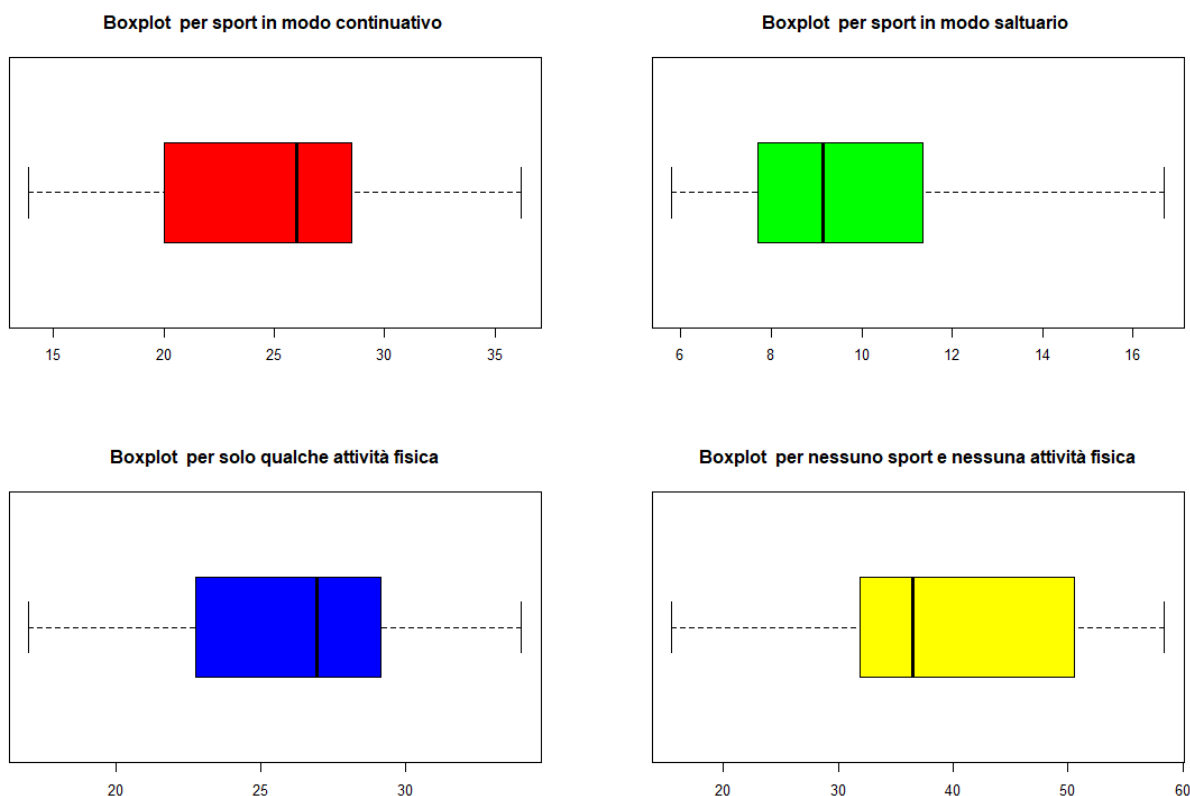 Boxplot per sport in modo continuativo
15 20 25 30 35
Boxplot per sport in modo saltuario
6 8 10 12 14 16
Boxplot per solo qualche attività fisica
20 25 30
Boxplot per nessuno sport e nessuna attività fisica
20 30 40 50 60